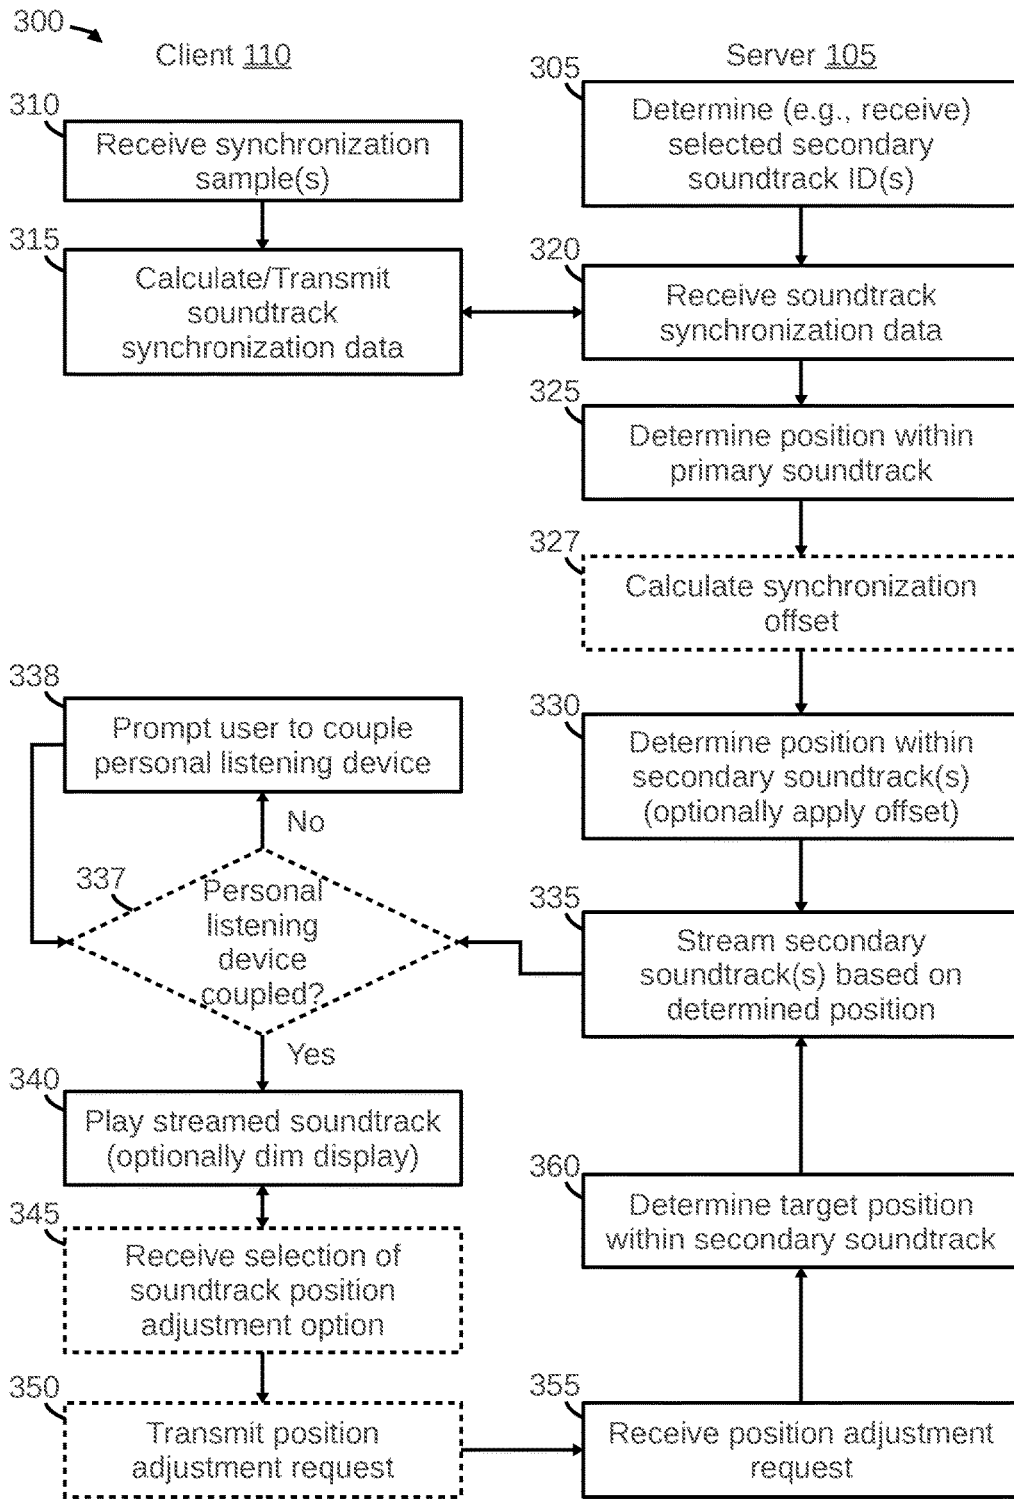 300
Client 110
Server 105
310
Receive synchronization
sample(s)
305
Determine (e.g., receive)
selected secondary
soundtrack ID(s)
315
Calculate/Transmit
soundtrack
synchronization data
320
Receive soundtrack
synchronization data
325
Determine position within
primary soundtrack
327
Calculate synchronization
offset
330
Determine position within
secondary soundtrack(s)
(optionally apply offset)
335
Stream secondary
soundtrack(s) based on
determined position
338
Prompt user to couple
personal listening device
No
337
Personal
listening
device
coupled?
Yes
340
Play streamed soundtrack
(optionally dim display)
345
Receive selection of
soundtrack position
adjustment option
350
Transmit position
adjustment request
355
Receive position adjustment
request
360
Determine target position
within secondary soundtrack